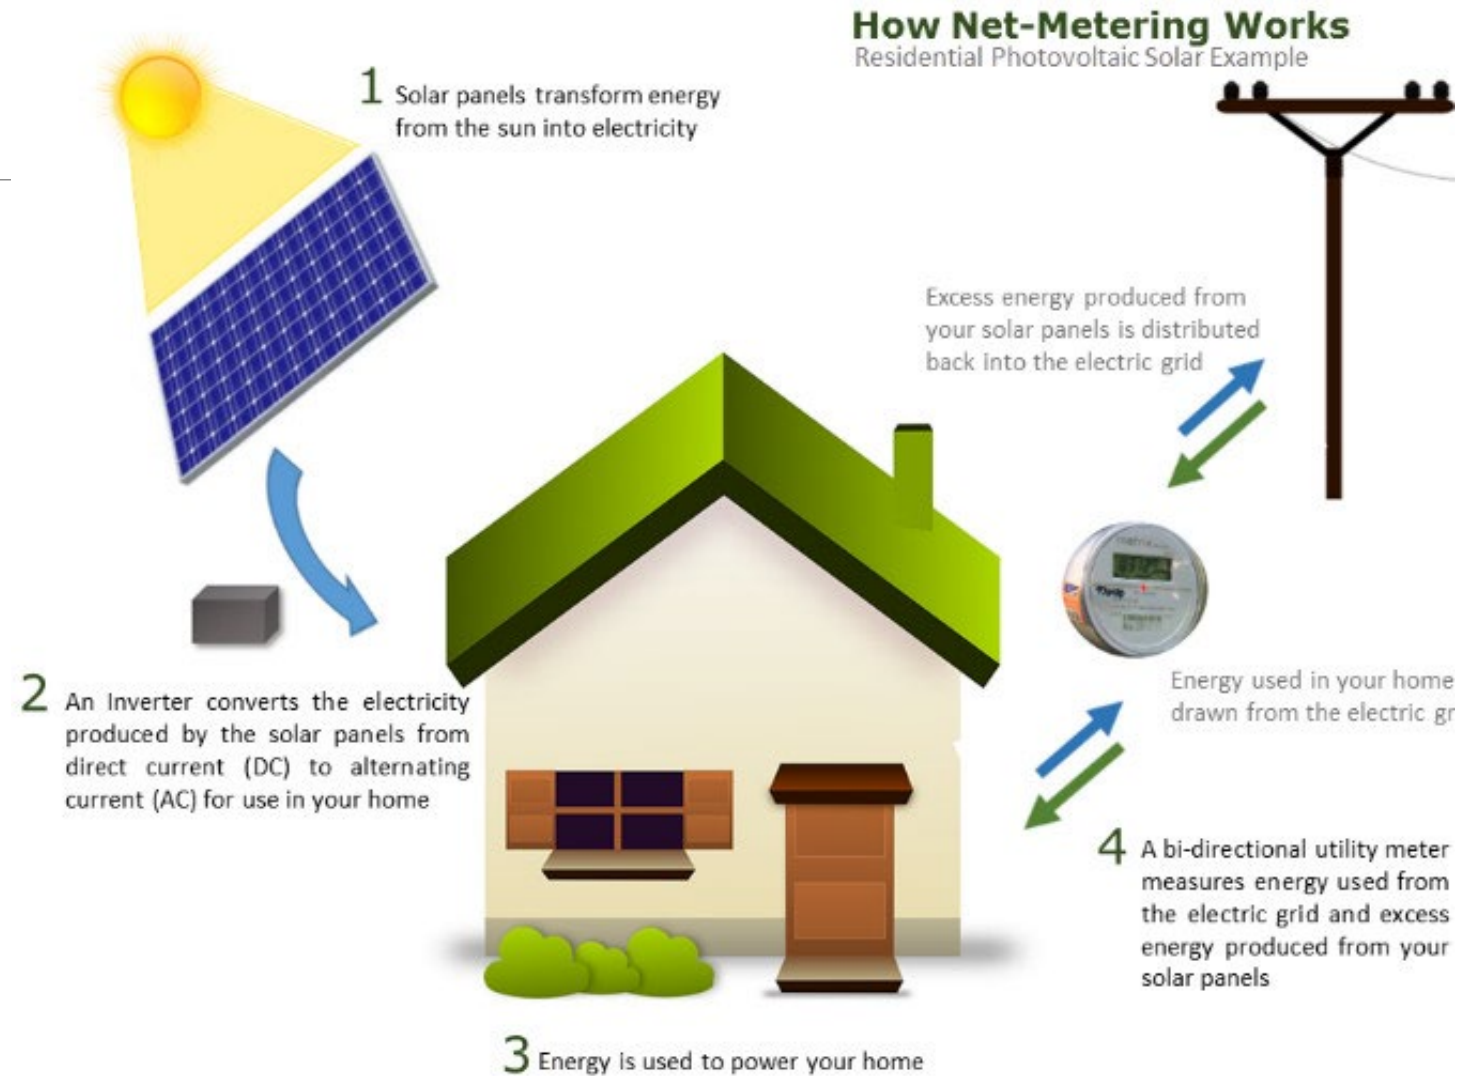 How Net-Metering Works
Residential Photovoltaic Solar Example
1 Solar panels transform energy
from the sun into electricity
Excess energy produced from
your solar panels is distributed
back into the electric grid
Energy used in your home
drawn from the electric gr
2 An Inverter converts the electricity
produced by the solar panels from
direct current (DC) to alternating
current (AC) for use in your home
4 A bi-directional utility meter
measures energy used from
the electric grid and excess
energy produced from your
solar panels
3 Energy is used to power your home